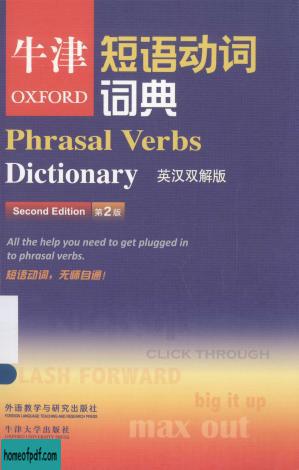 牛津
OXFORD
短语动词
词典
Phrasal Verbs
Dictionary
英汉双解版
Second Edition 第2版
All the help you need to get plugged in
to phrasal verbs.
短语动词，无师自通！
CLICK THROUGH
FLASH FORWARD
big it up
max out
外语教学与研究出版社
FOREIGN LANGUAGE TEACHING AND RESEARCH PRESS
牛津大学出版社
OXFORD UNIVERSITY PRESS
homeofpdf.com